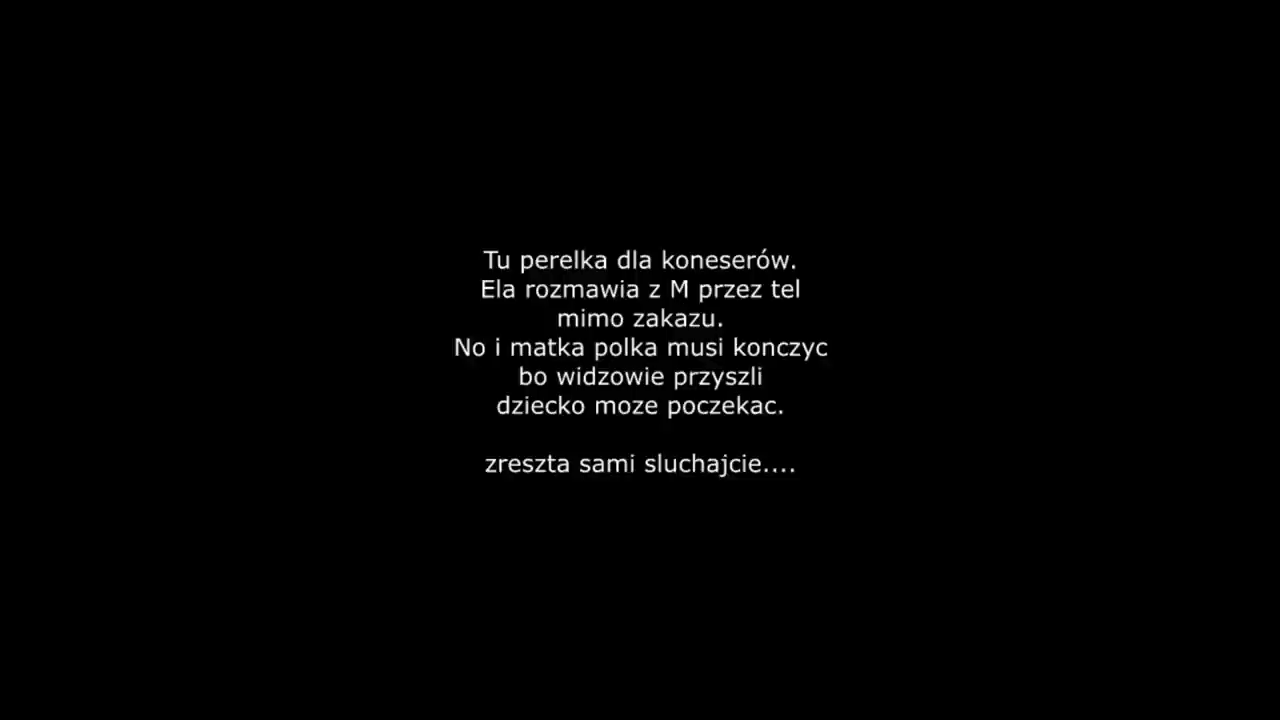 Tu perelka dla koneserów.
Ela rozmawia z M przez tel
mimo zakazu.
No i matka polka musi konczyc
bo widzowie przyszli
dziecko moze poczekac.
zreszta sami sluchajcie....